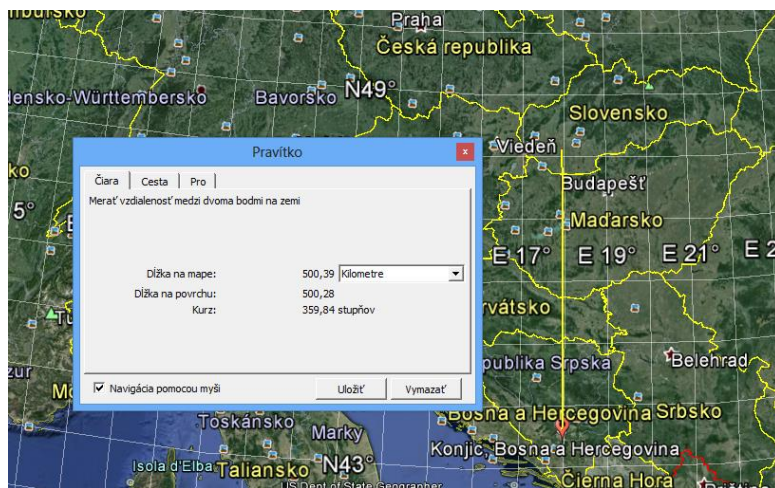 Praha
Česká republika
Bavorsko
N49°
Slovensko
Viedeň
Pravítko
x
Čiara
Cesta
Pro
Merať vzdialenosť medzi dvoma bodmi na zemi
Budapešť
5°
Maďarsko
E 17°
E 19°
E 21°
E 2
Dĺžka na mape:
500,39
Kilometre
Dĺžka na povrchu:
500,28
Kurz:
359,84 stupňov
rvátsko
publika Srpska
Belehrad
Navigácia pomocou myši
Uložiť
Vymazať
Bosna a Hercegovina
Srbsko
Toskánsko
Marky
Konjic, Bosna a Hercegovina
Isola d'Elba
Taliansko
N43°
Čierna Hora
US Dept of State Geographer